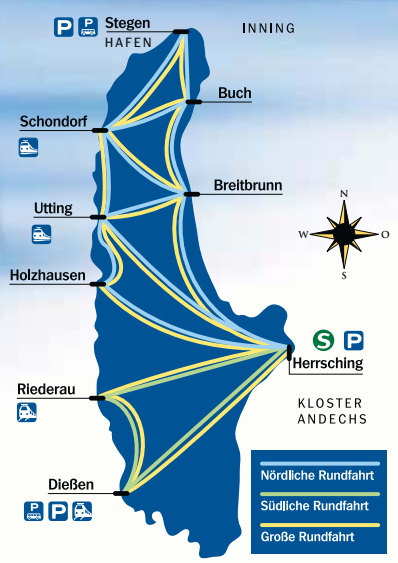 P P Stegen
HAFEN
INNING
Buch
Schondorf
Breitbrunn
Utting
N
W O
S
Holzhausen
S P
Herrsching
Riederau
KLOSTER
ANDECHS
Dießen
P P
Nördliche Rundfahrt
Südliche Rundfahrt
Große Rundfahrt